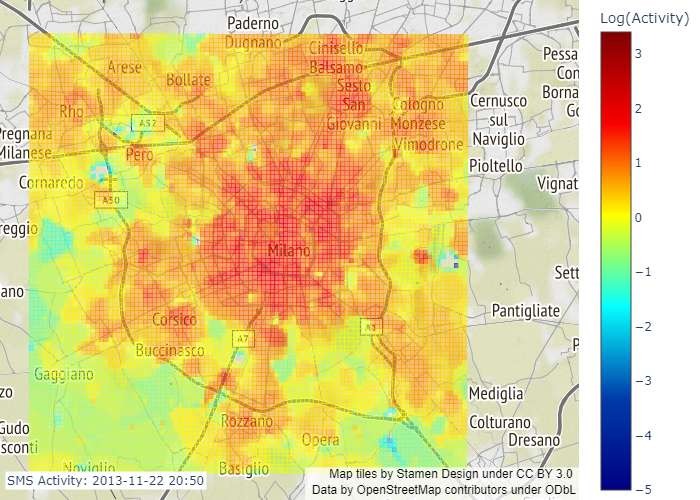 Paderno
Dugnano
Cinisello
Balsamo
Arese
Bollate
Sesto
San
Giovanni
Rho
A52
Cologno
Monzese
Cernusco
sul
Naviglio
Pessa
Con
Borna
Go
Pregnana
Milanese
Pero
Vimodrone
Pioltello
Cornaredo
A50
Vignat
reggio
Milano
Sett
ano
Corsico
A7
A1
Pantigliate
P
Buccinasco
Gaggiano
zo
Mediglia
Rozzano
Opera
Colturano
Dresano
Gudo
sconti
Noviglio
Basiglio
SMS Activity: 2013-11-22 20:50
Map tiles by Stamen Design under CC BY 3.0
Data by OpenStreetMap contributors under ODbL
Log(Activity)
3
2
1
0
−1
−2
−3
−4
−5